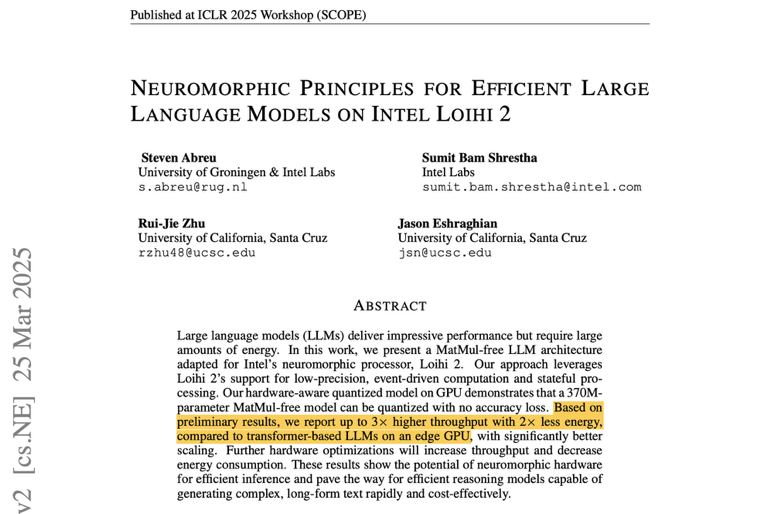 Published at ICLR 2025 Workshop (SCOPE)
NEUROMORPHIC PRINCIPLES FOR EFFICIENT LARGE
LANGUAGE MODELS ON INTEL LOIHI 2
Steven Abreu
University of Groningen & Intel Labs
s.abreu@rug.nl
Sumit Bam Shrestha
Intel Labs
sumit.bam.shrestha@intel.com
Rui-Jie Zhu
University of California, Santa Cruz
rzhu48@ucsc.edu
Jason Eshraghian
University of California, Santa Cruz
jsn@ucsc.edu
ABSTRACT
Large language models (LLMs) deliver impressive performance but require large
amounts of energy. In this work, we present a MatMul-free LLM architecture
adapted for Intel's neuromorphic processor, Loihi 2. Our approach leverages
Loihi 2's support for low-precision, event-driven computation and stateful pro-
cessing. Our hardware-aware quantized model on GPU demonstrates that a 370M-
parameter MatMul-free model can be quantized with no accuracy loss. Based on
preliminary results, we report up to 3× higher throughput with 2× less energy,
compared to transformer-based LLMs on an edge GPU, with significantly better
scaling. Further hardware optimizations will increase throughput and decrease
energy consumption. These results show the potential of neuromorphic hardware
for efficient inference and pave the way for efficient reasoning models capable of
generating complex, long-form text rapidly and cost-effectively.
v2 [cs.NE] 25 Mar 2025